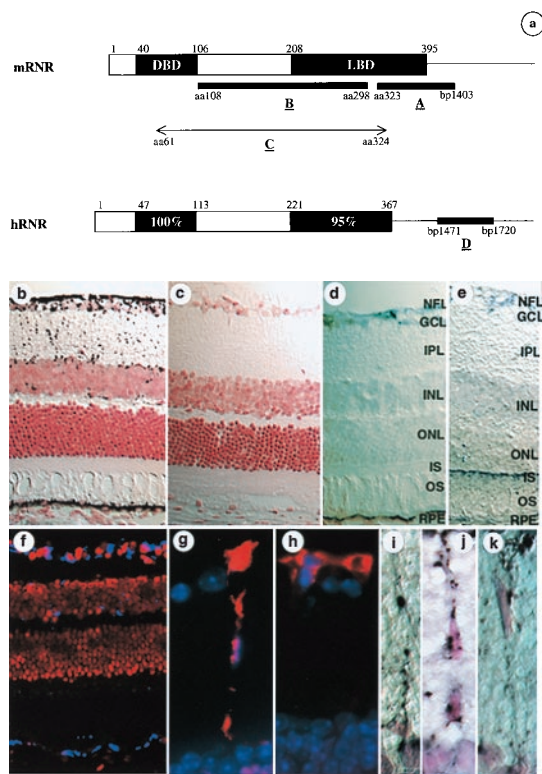 a
1 40 106 208 395
mRNR DBD LBD
aa108 aa298 aa323 bp1403
B A
aa61 aa324
C
1 47 113 221 367
hRNR 100% 95%
bp1471 bp1720
D
b c d e
NFL NFL
GCL GCL
IPL IPL
INL INL
ONL ONL
IS IS
OS OS
RPE RPE
f g h i j k